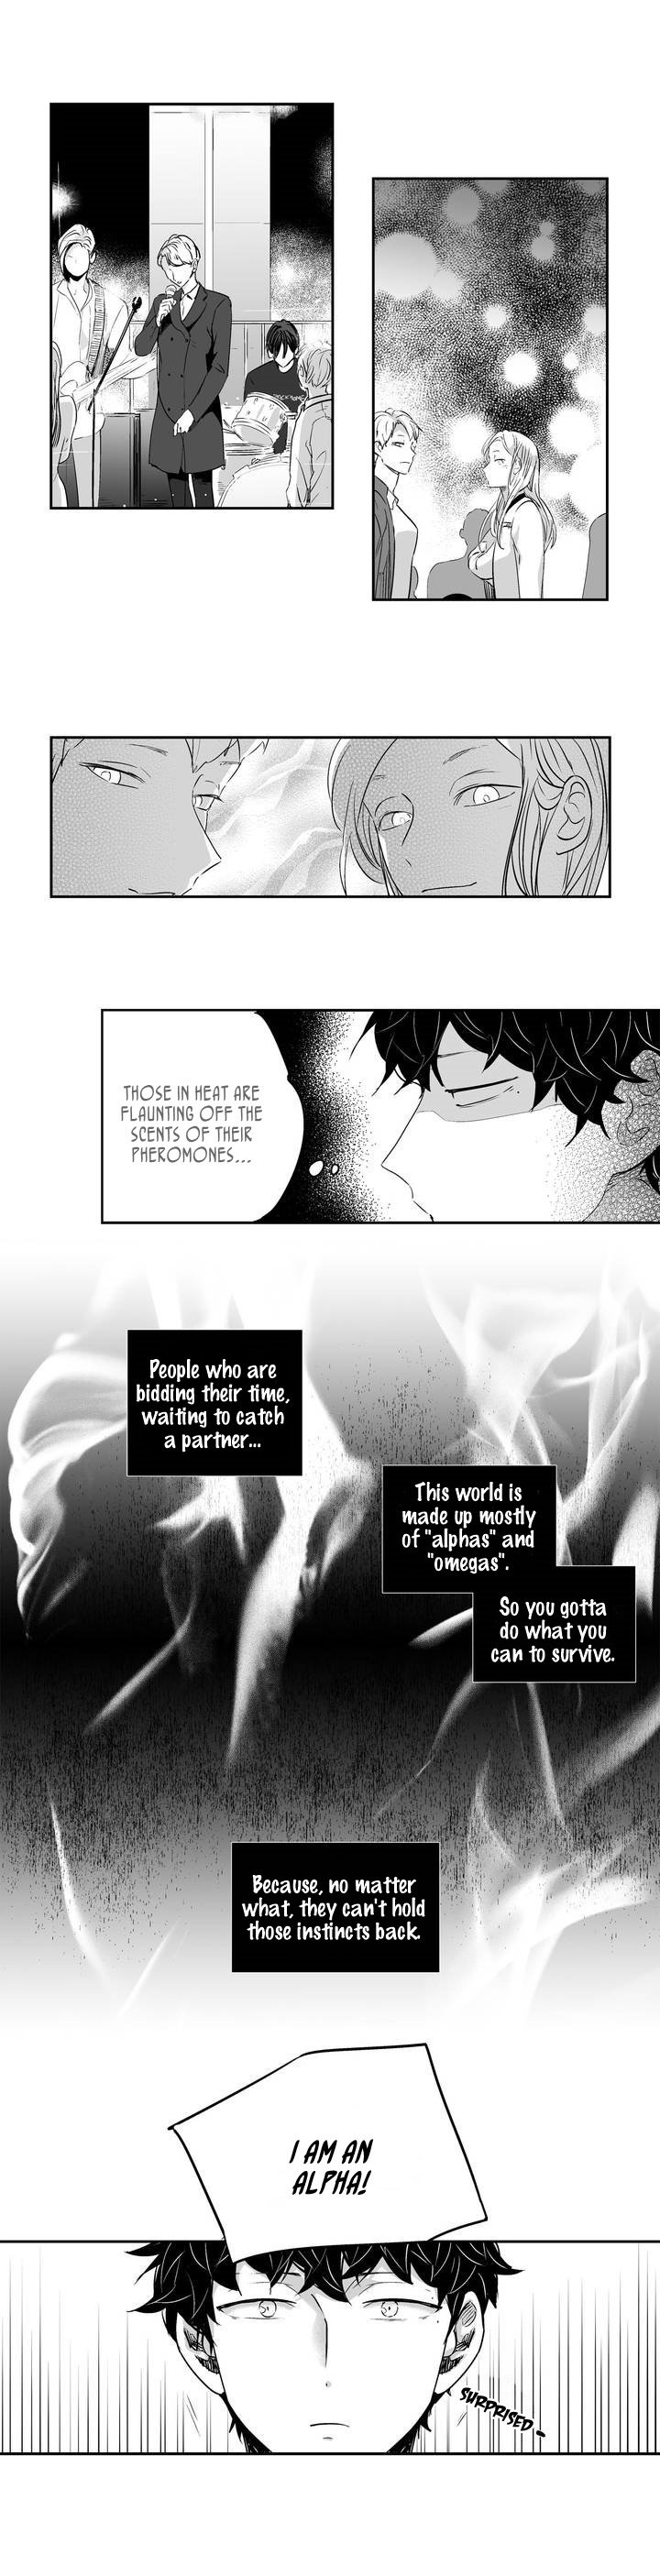 THOSE IN HEAT ARE
FLAUNTING OFF THE
SCENTS OF THEIR
PHEROMONES...
People who are
bidding their time,
waiting to catch
a partner...
This world is
made up mostly
of "alphas" and
"omegas".
So you gotta
do what you
can to survive.
Because, no matter
what, they can't hold
those instincts back.
I AM AN
ALPHA!
SURPRISED -